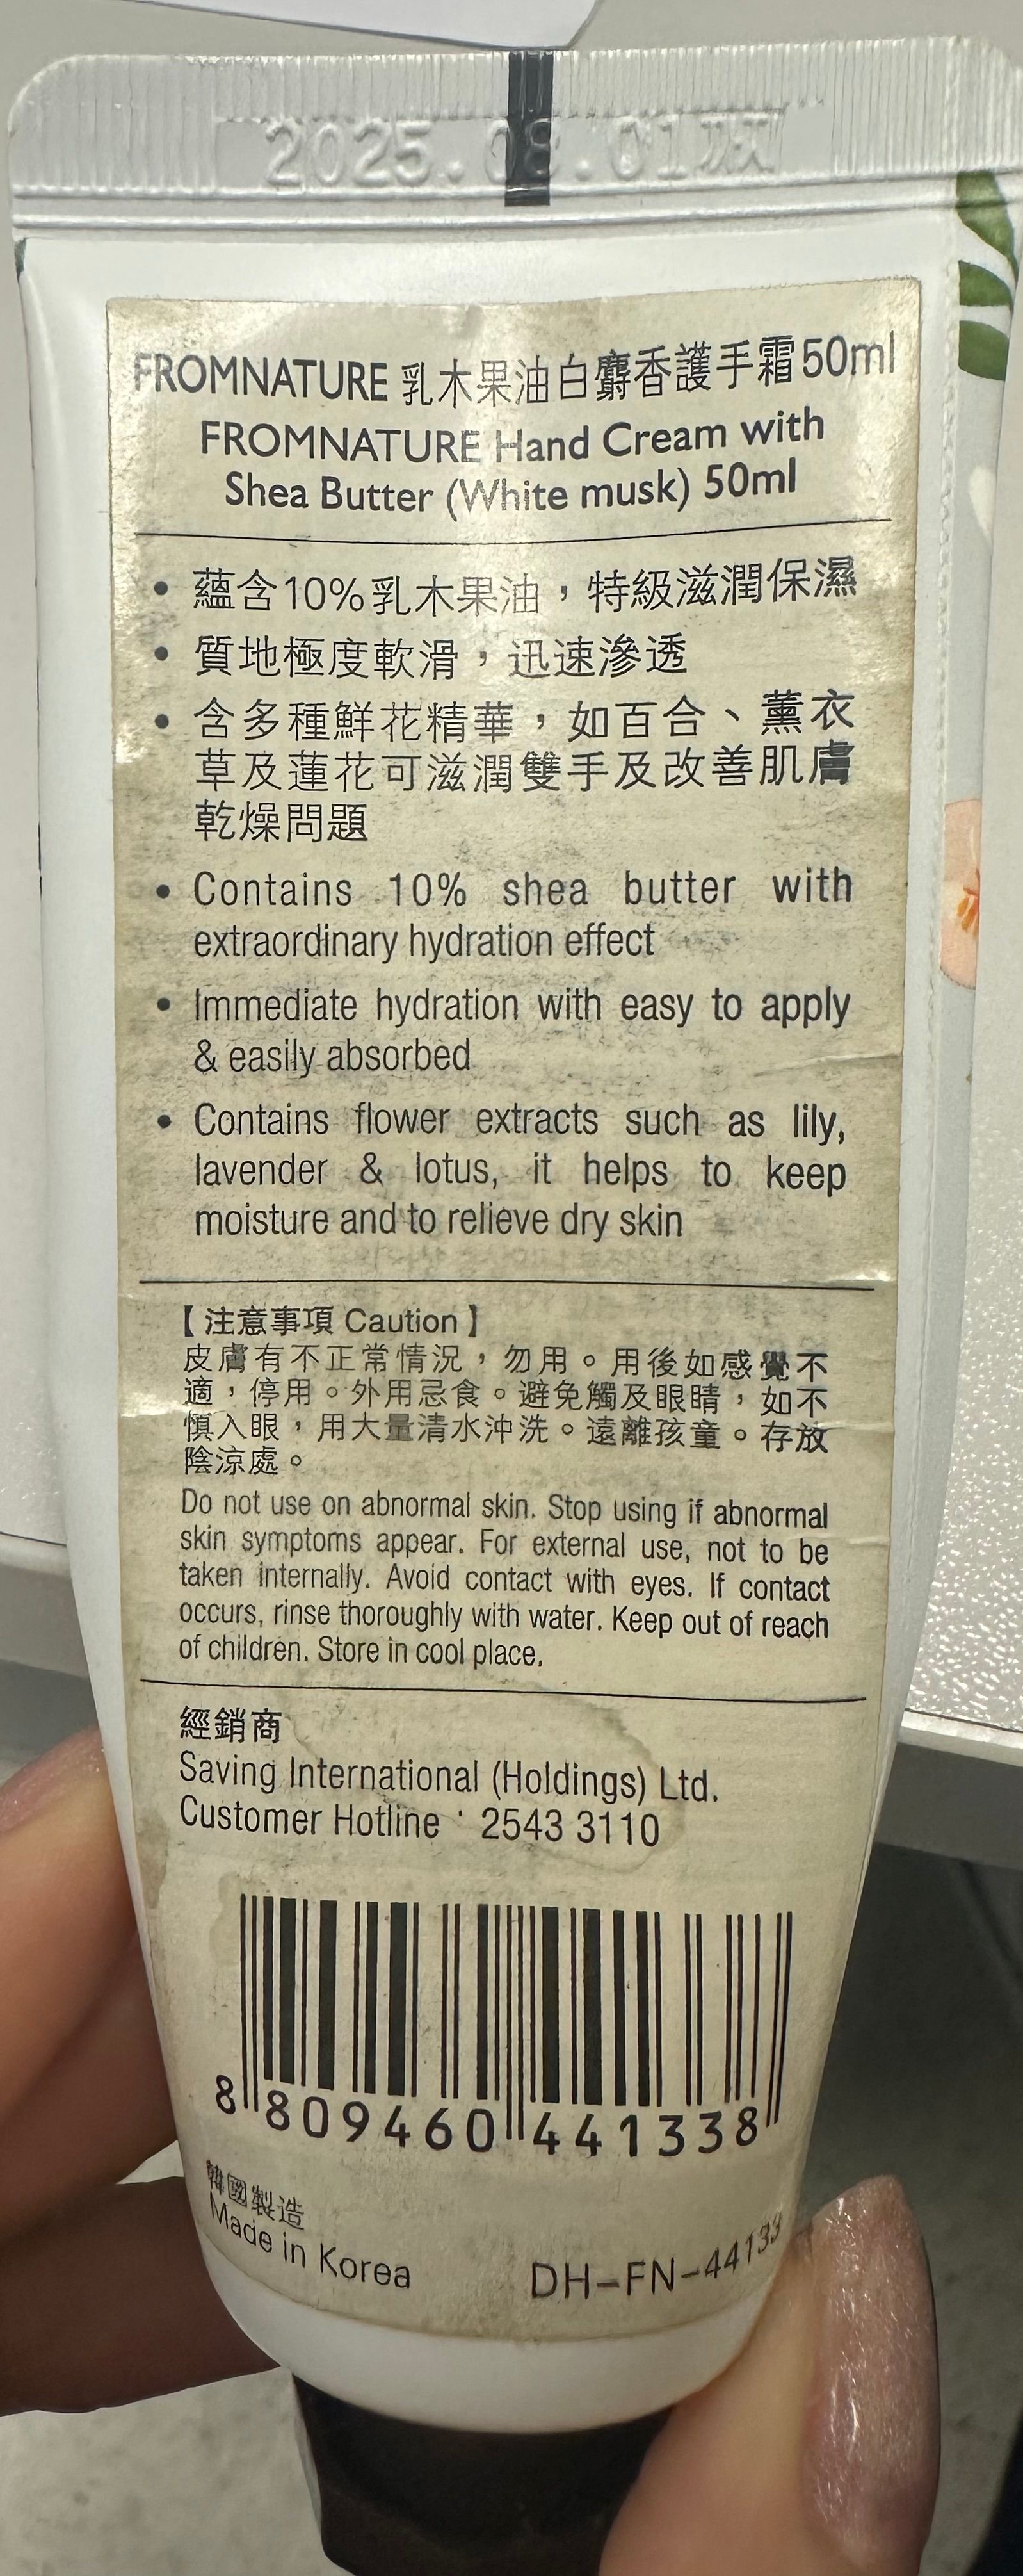 2025.08.01
FROMNATURE 乳木果油白麝香護手霜50ml
FROMNATURE Hand Cream with
Shea Butter (White musk) 50ml
• 蘊含10%乳木果油，特級滋潤保濕
• 質地極度軟滑，迅速滲透
• 含多種鮮花精華，如百合、薰衣
草及蓮花可滋潤雙手及改善肌膚
乾燥問題
• Contains 10% shea butter with
extraordinary hydration effect
• Immediate hydration with easy to apply
& easily absorbed
• Contains flower extracts such as lily,
lavender & lotus, it helps to keep
moisture and to relieve dry skin
【注意事項 Caution】
皮膚有不正常情況，勿用。用後如感覺不
適，停用。外用忌食。避免觸及眼睛，如不
慎入眼，用大量清水沖洗。遠離孩童。存放
陰涼處。
Do not use on abnormal skin. Stop using if abnormal
skin symptoms appear. For external use, not to be
taken internally. Avoid contact with eyes. If contact
occurs, rinse thoroughly with water. Keep out of reach
of children. Store in cool place.
經銷商
Saving International (Holdings) Ltd.
Customer Hotline：2543 3110
8 809460 441338
韓國製造
Made in Korea
DH-FN-44133